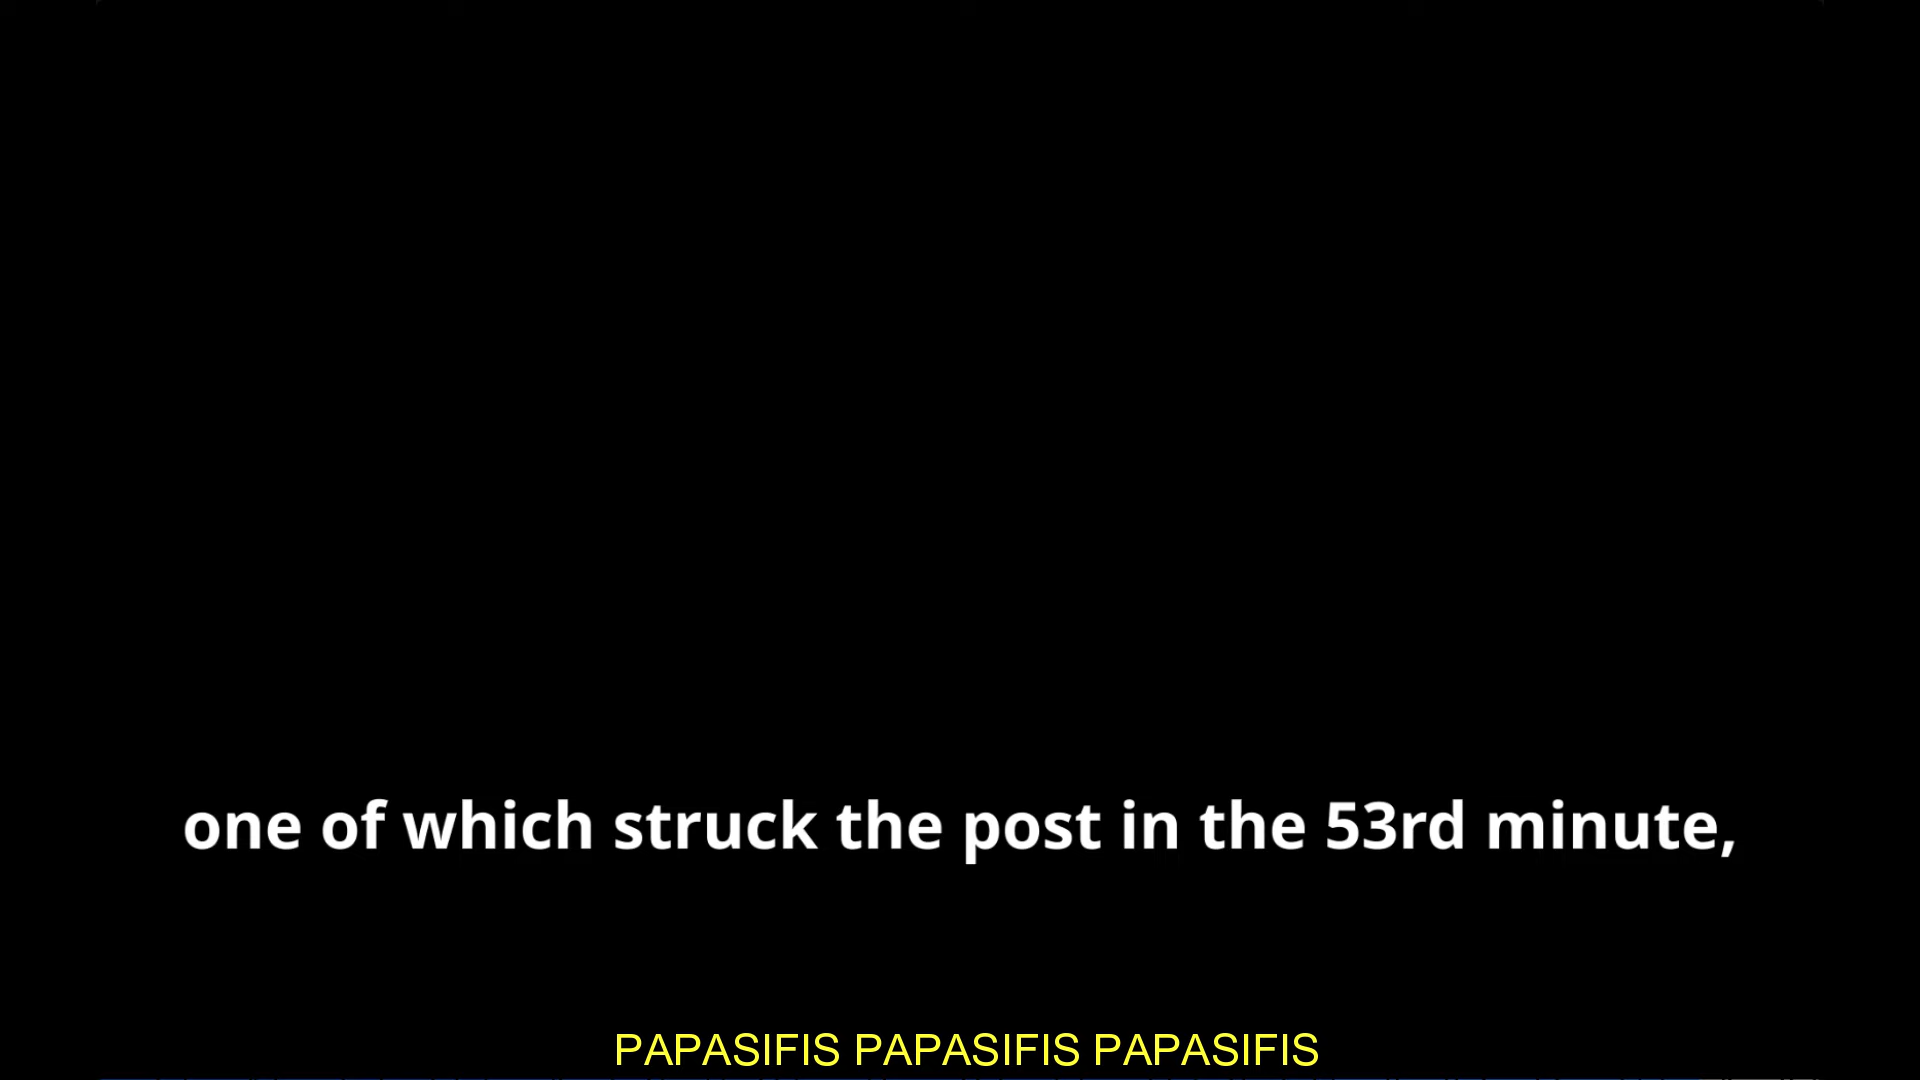 one of which struck the post in the 53rd minute,
PAPASIFIS PAPASIFIS PAPASIFIS